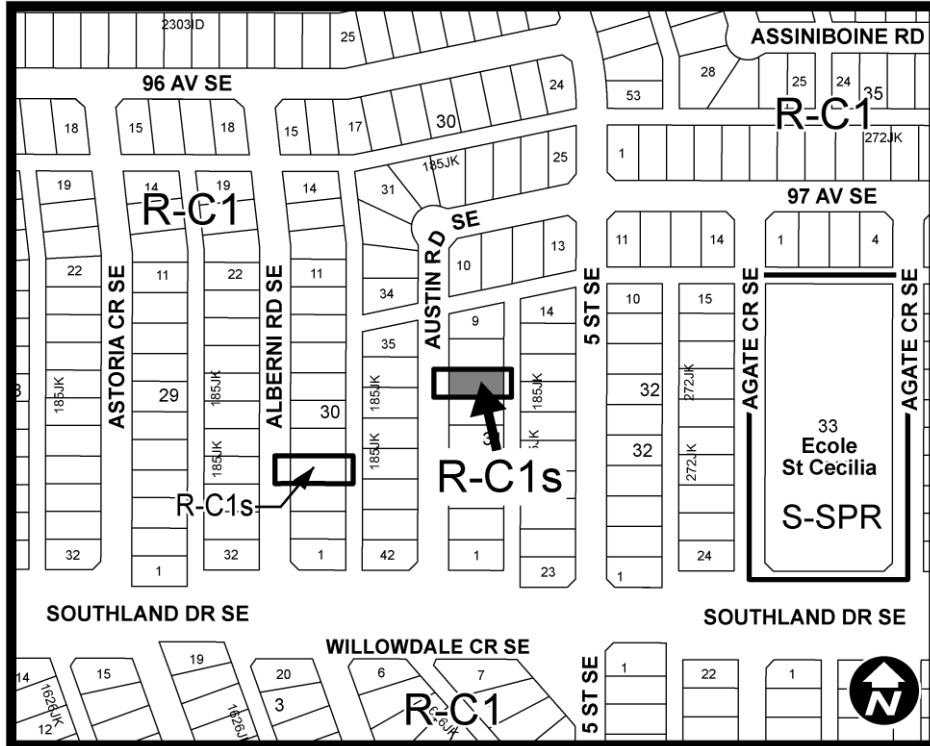 2303ID
25
ASSINIBOINE RD
96 AV SE
24
28
25
24
35
53
R-C1
18
15
18
15
17
30
272JK
185JK
25
1
19
14
19
14
31
97 AV SE
R-C1
AUSTIN RD SE
11
14
1
4
22
11
22
11
10
13
34
ASTORIA CR SE
ALBERNI RD SE
5 ST SE
AGATE CR SE
AGATE CR SE
9
14
10
15
35
185JK
29
185JK
30
185JK
185JK
32
272JK
33
Ecole
St Cecilia
185JK
185JK
32
272JK
R-C1s
R-C1s
S-SPR
32
1
32
1
42
1
23
1
24
SOUTHLAND DR SE
SOUTHLAND DR SE
WILLOWDALE CR SE
14
15
19
20
6
7
5 ST SE
1
22
1
1626JK
12
1626JK
3
R-C1
N